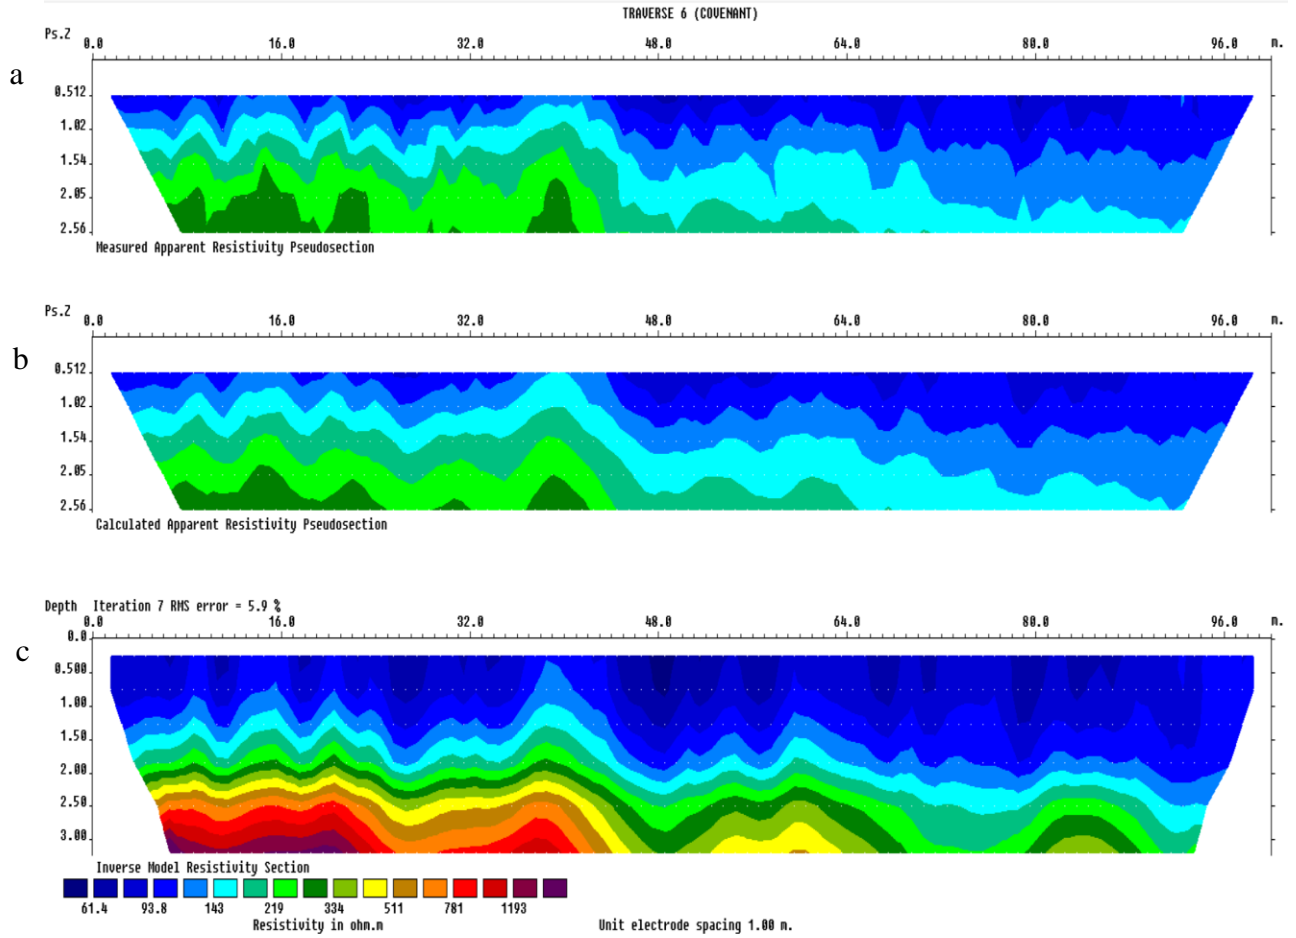 TRAVERSE 6 (COVENANT)
Ps.Z 0.0 16.0 32.0 48.0 64.0 80.0 96.0 m.
a
0.512
1.02
1.54
2.05
2.56
Measured Apparent Resistivity Pseudosection
Ps.Z 0.0 16.0 32.0 48.0 64.0 80.0 96.0 m.
b
0.512
1.02
1.54
2.05
2.56
Calculated Apparent Resistivity Pseudosection
Depth Iteration 7 RMS error = 5.9 %
0.0 16.0 32.0 48.0 64.0 80.0 96.0 m.
0.0
c
0.500
1.00
1.50
2.00
2.50
3.00
Inverse Model Resistivity Section
61.4 93.8 143 219 334 511 781 1193
Resistivity in ohm.m Unit electrode spacing 1.00 m.